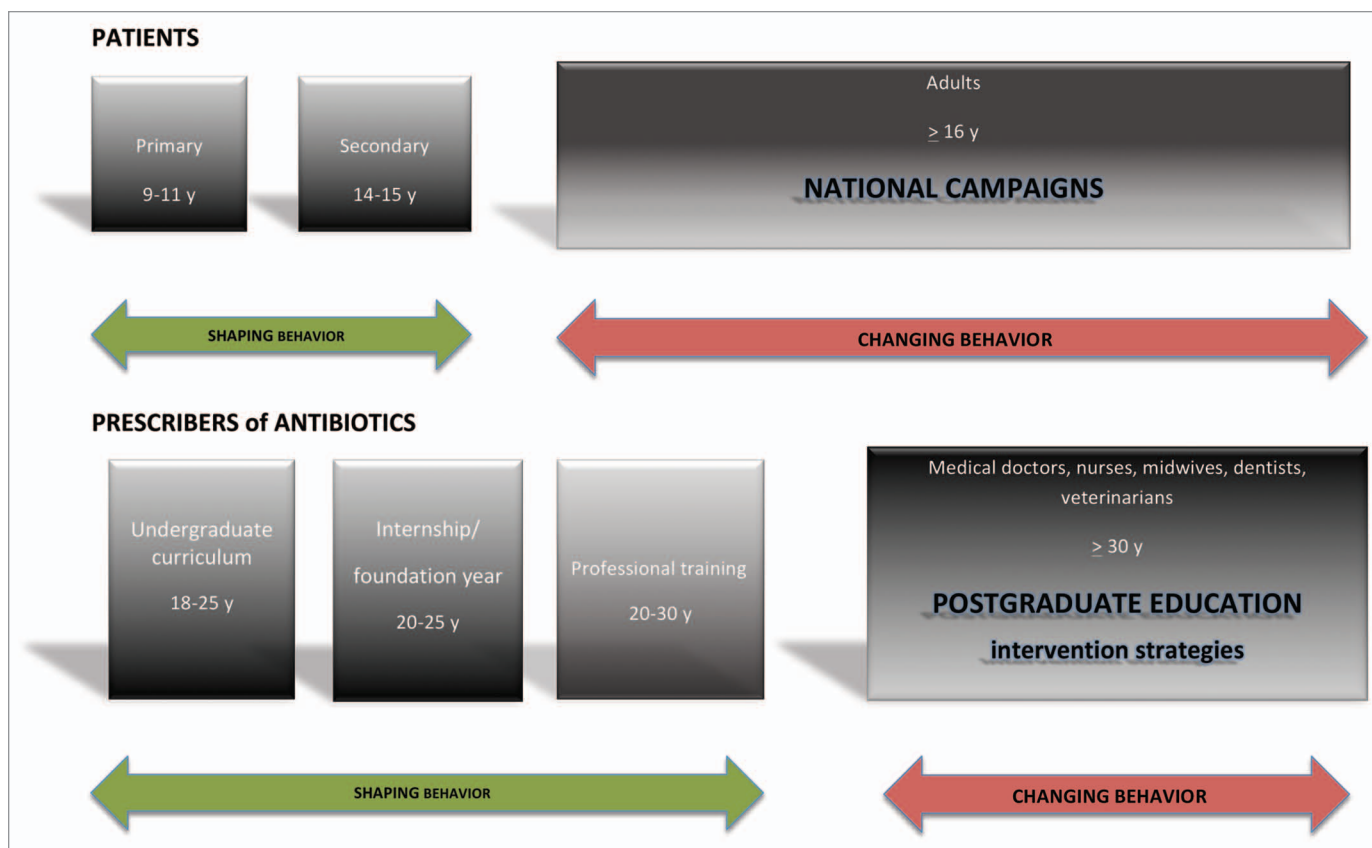 PATIENTS
Primary
9-11 y
Secondary
14-15 y
Adults
≥ 16 y
NATIONAL CAMPAIGNS
SHAPING BEHAVIOR
CHANGING BEHAVIOR
PRESCRIBERS of ANTIBIOTICS
Undergraduate
curriculum
18-25 y
Internship/
foundation year
20-25 y
Professional training
20-30 y
Medical doctors, nurses, midwives, dentists,
veterinarians
≥ 30 y
POSTGRADUATE EDUCATION
intervention strategies
SHAPING BEHAVIOR
CHANGING BEHAVIOR